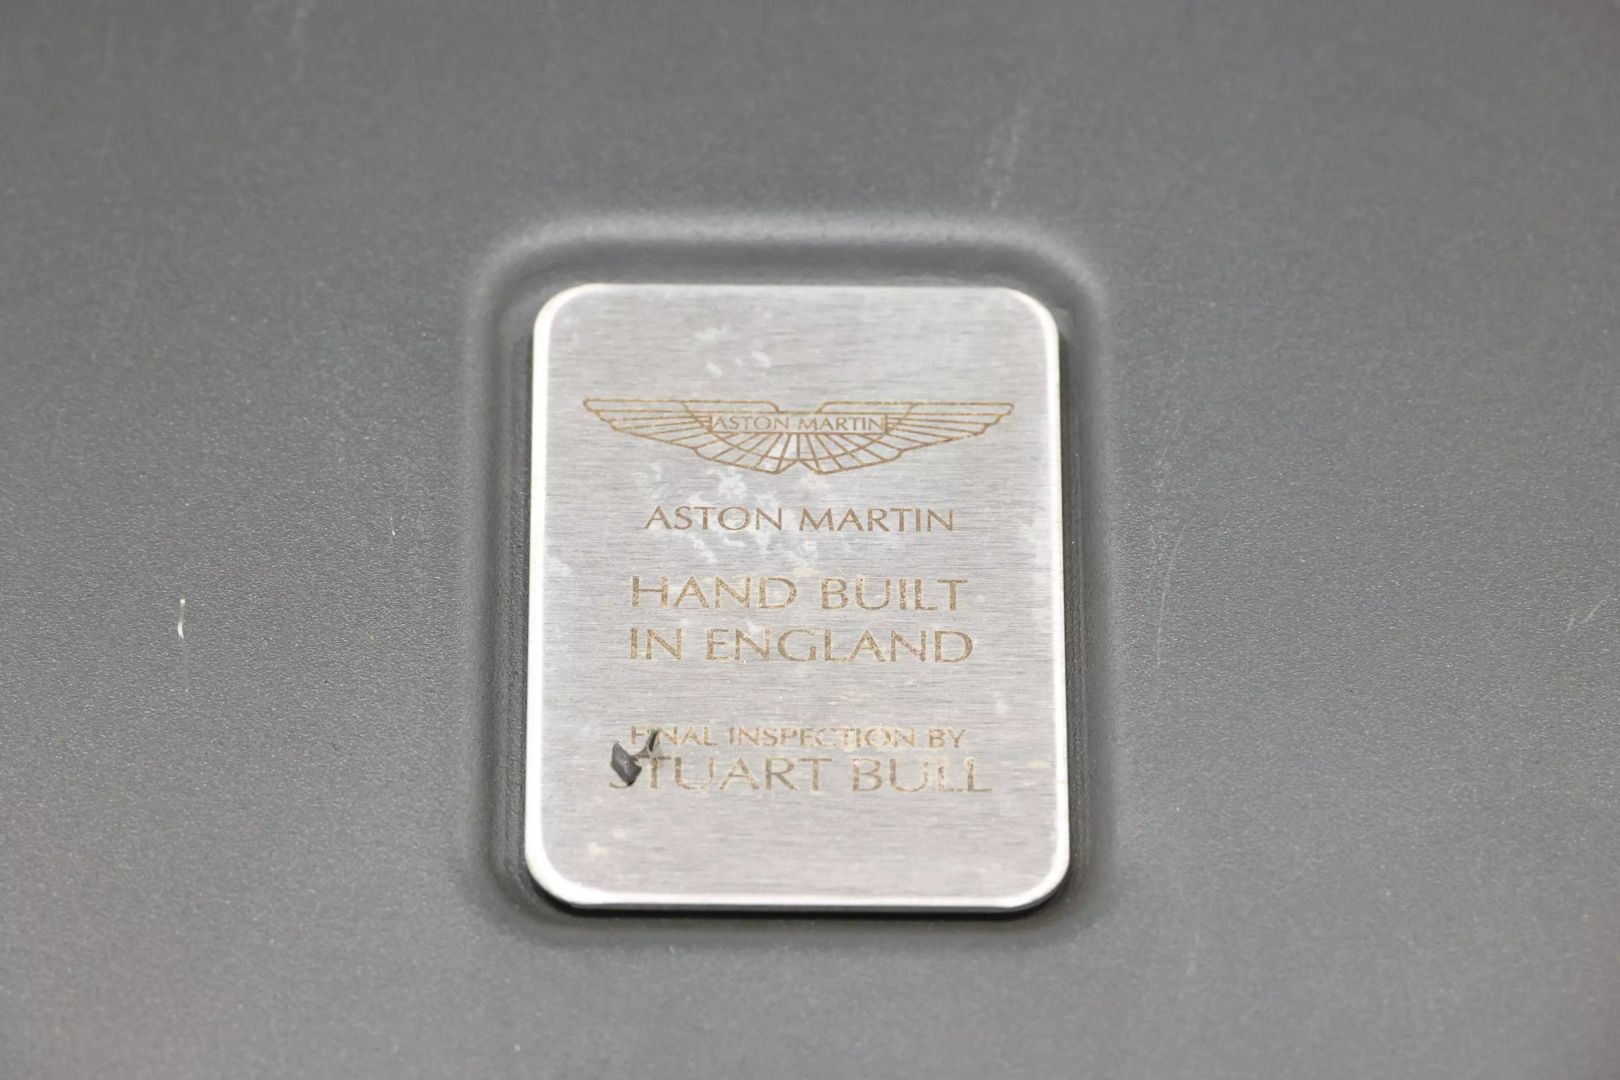 ASTON MARTIN
ASTON MARTIN
HAND BUILT
IN ENGLAND
FINAL INSPECTION BY
STUART BULL